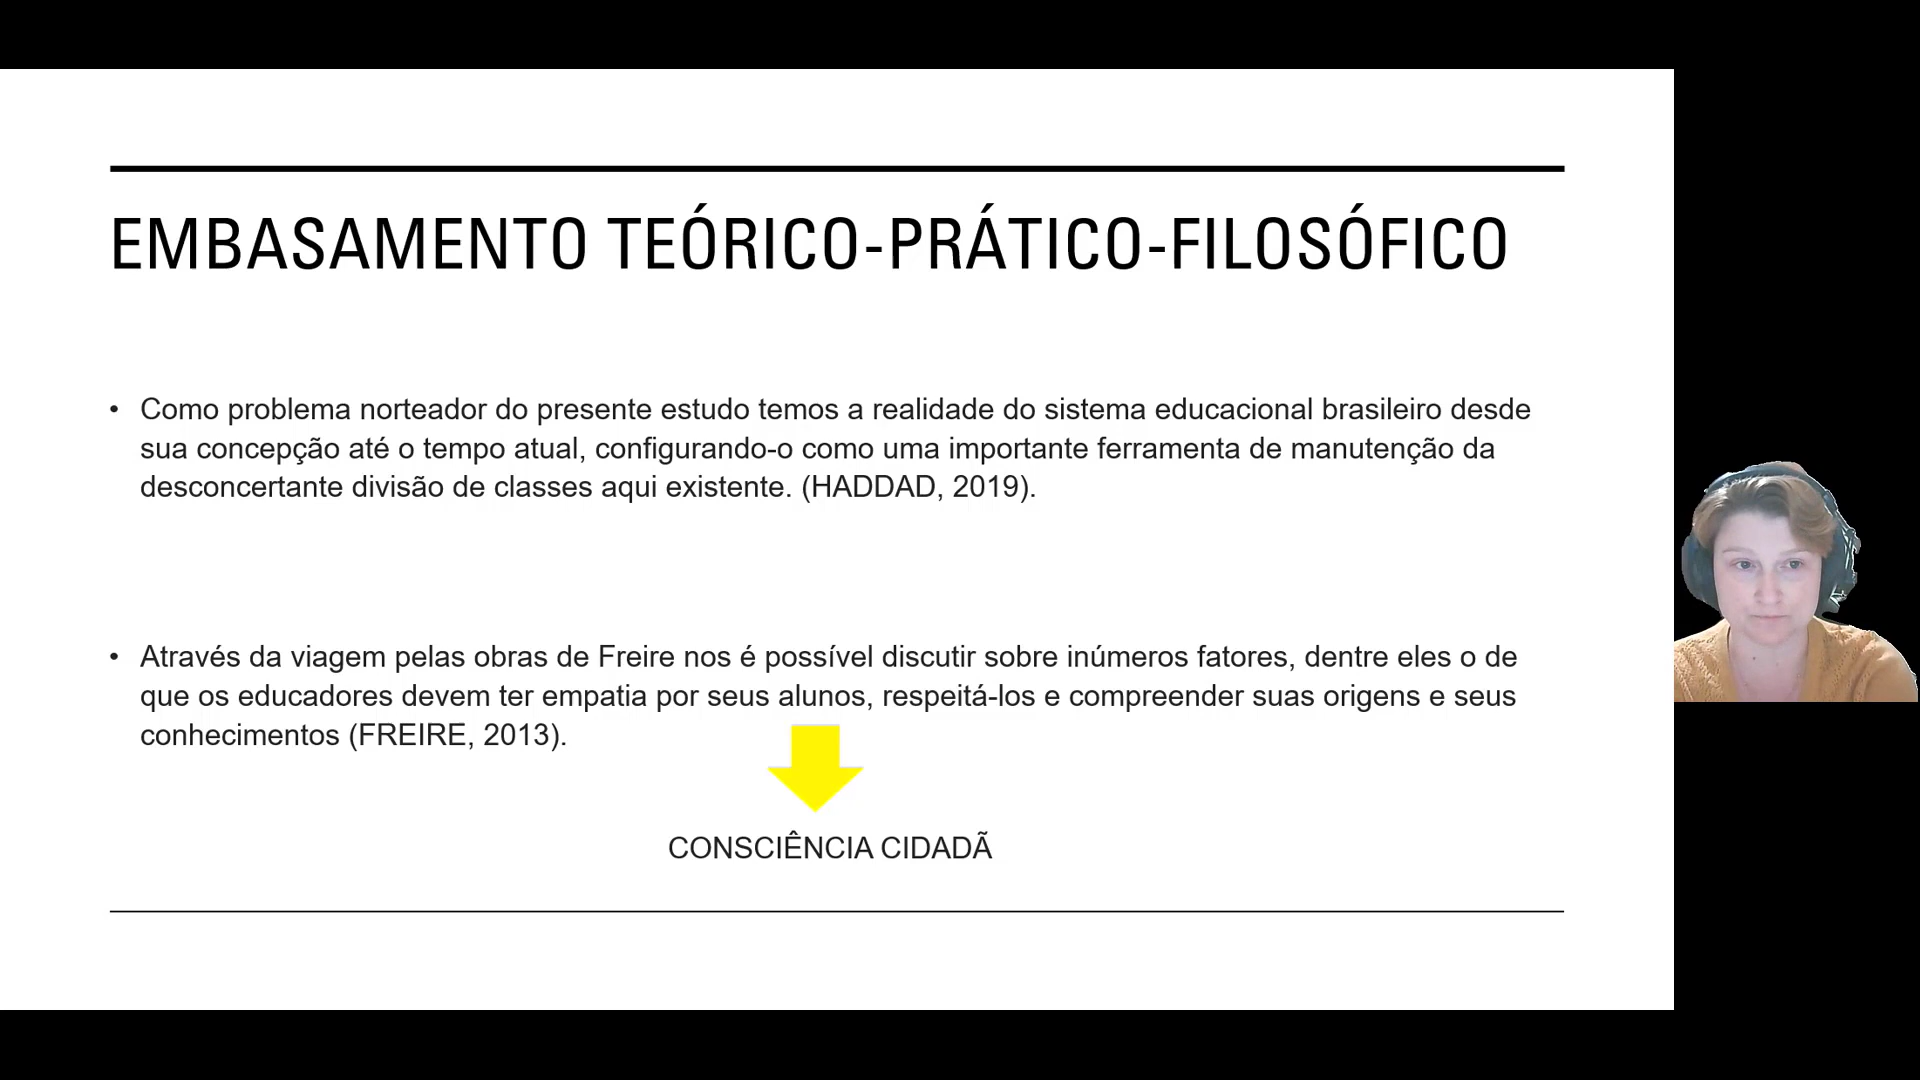 EMBASAMENTO TEÓRICO-PRÁTICO-FILOSÓFICO
• Como problema norteador do presente estudo temos a realidade do sistema educacional brasileiro desde
sua concepção até o tempo atual, configurando-o como uma importante ferramenta de manutenção da
desconcertante divisão de classes aqui existente. (HADDAD, 2019).
• Através da viagem pelas obras de Freire nos é possível discutir sobre inúmeros fatores, dentre eles o de
que os educadores devem ter empatia por seus alunos, respeitá-los e compreender suas origens e seus
conhecimentos (FREIRE, 2013).
CONSCIÊNCIA CIDADÃ